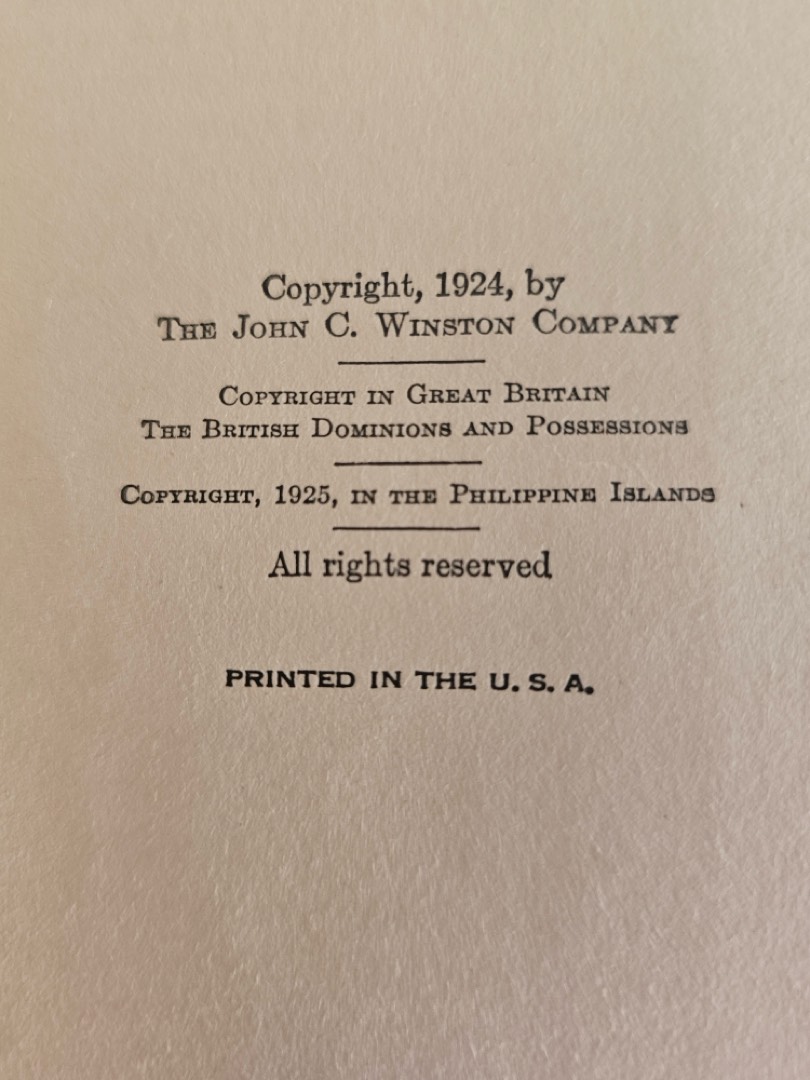 Copyright, 1924, by
THE JOHN C. WINSTON COMPANY
COPYRIGHT IN GREAT BRITAIN
THE BRITISH DOMINIONS AND POSSESSIONS
COPYRIGHT, 1925, IN THE PHILIPPINE ISLANDS
All rights reserved
PRINTED IN THE U. S. A.